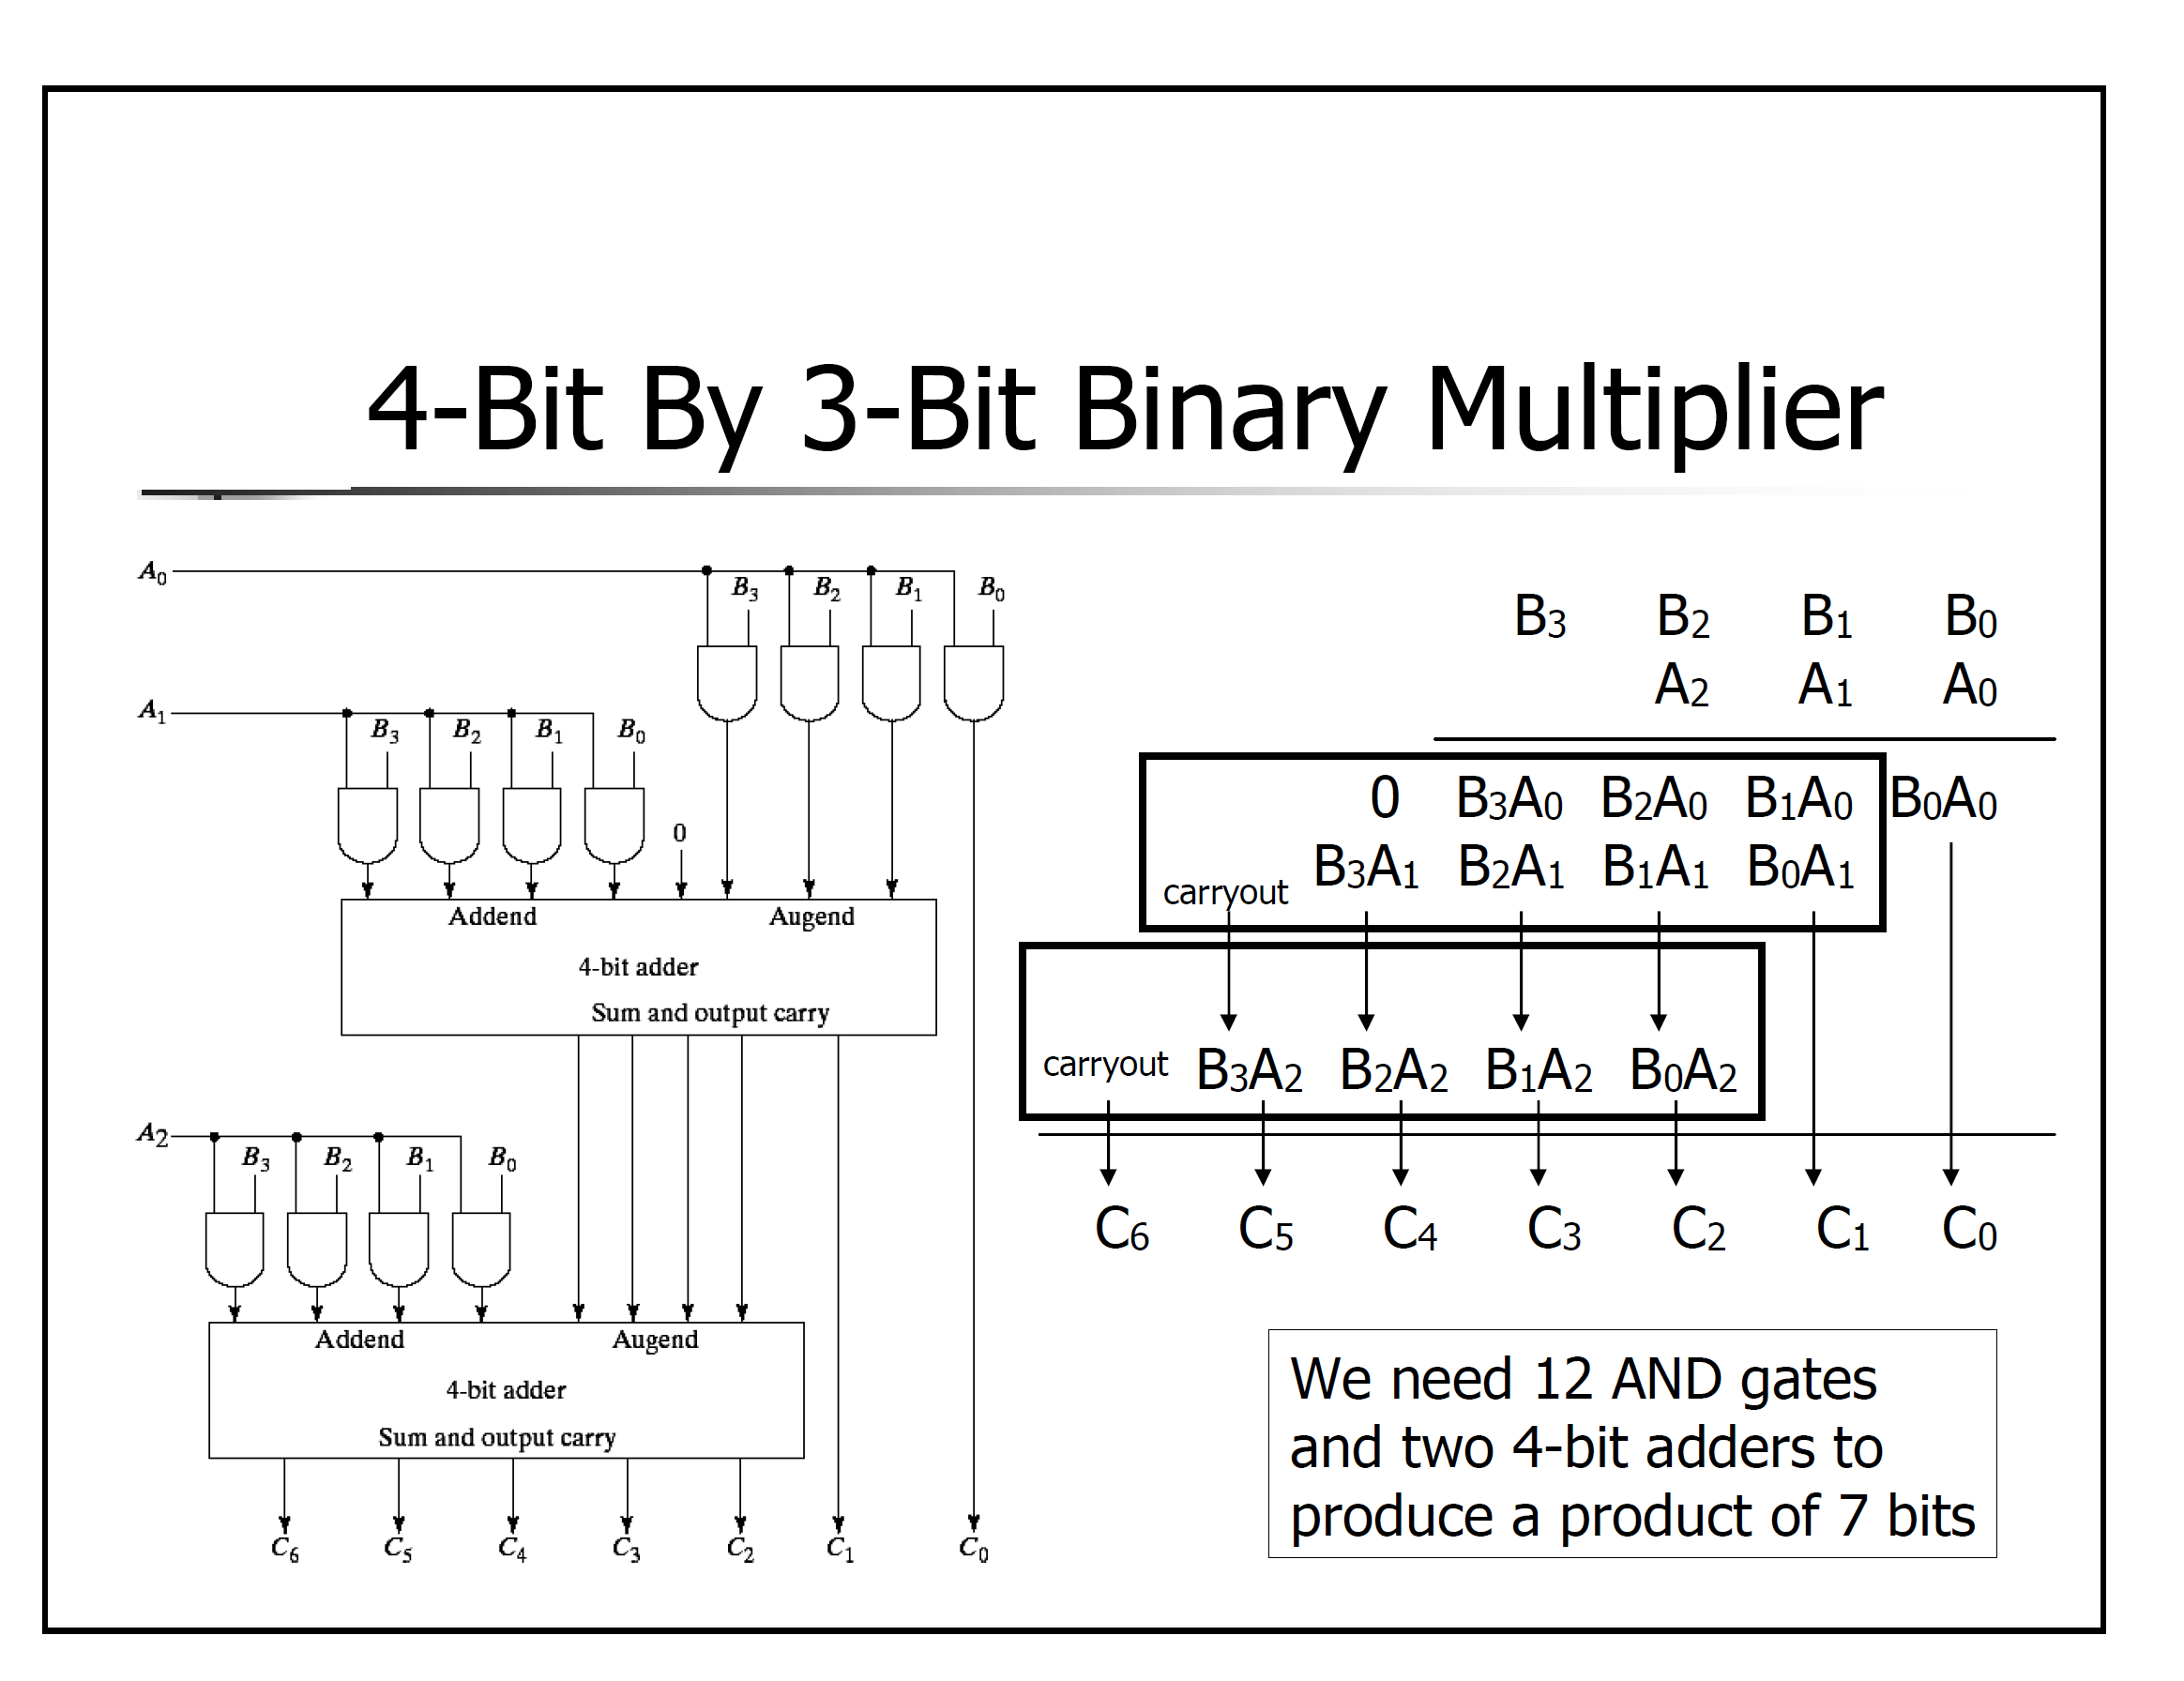 4-Bit By 3-Bit Binary Multiplier
A0
B3 B2 B1 B0
A1
B3 B2 B1 B0
0
Addend Augend
4-bit adder
Sum and output carry
A2
B3 B2 B1 B0
Addend Augend
4-bit adder
Sum and output carry
C6 C5 C4 C3 C2 C1 C0
B3 B2 B1 B0
A2 A1 A0
0 B3A0 B2A0 B1A0 B0A0
carryout B3A1 B2A1 B1A1 B0A1
carryout B3A2 B2A2 B1A2 B0A2
C6 C5 C4 C3 C2 C1 C0
We need 12 AND gates
and two 4-bit adders to
produce a product of 7 bits